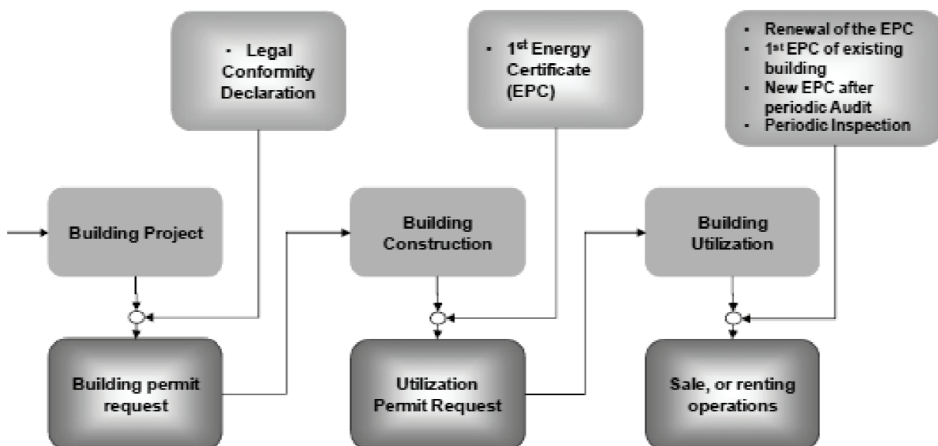 • Legal
Conformity
Declaration
• 1st Energy
Certificate
(EPC)
• Renewal of the EPC
• 1st EPC of existing
building
• New EPC after
periodic Audit
• Periodic Inspection
Building Project
Building
Construction
Building
Utilization
Building permit
request
Utilization
Permit Request
Sale, or renting
operations